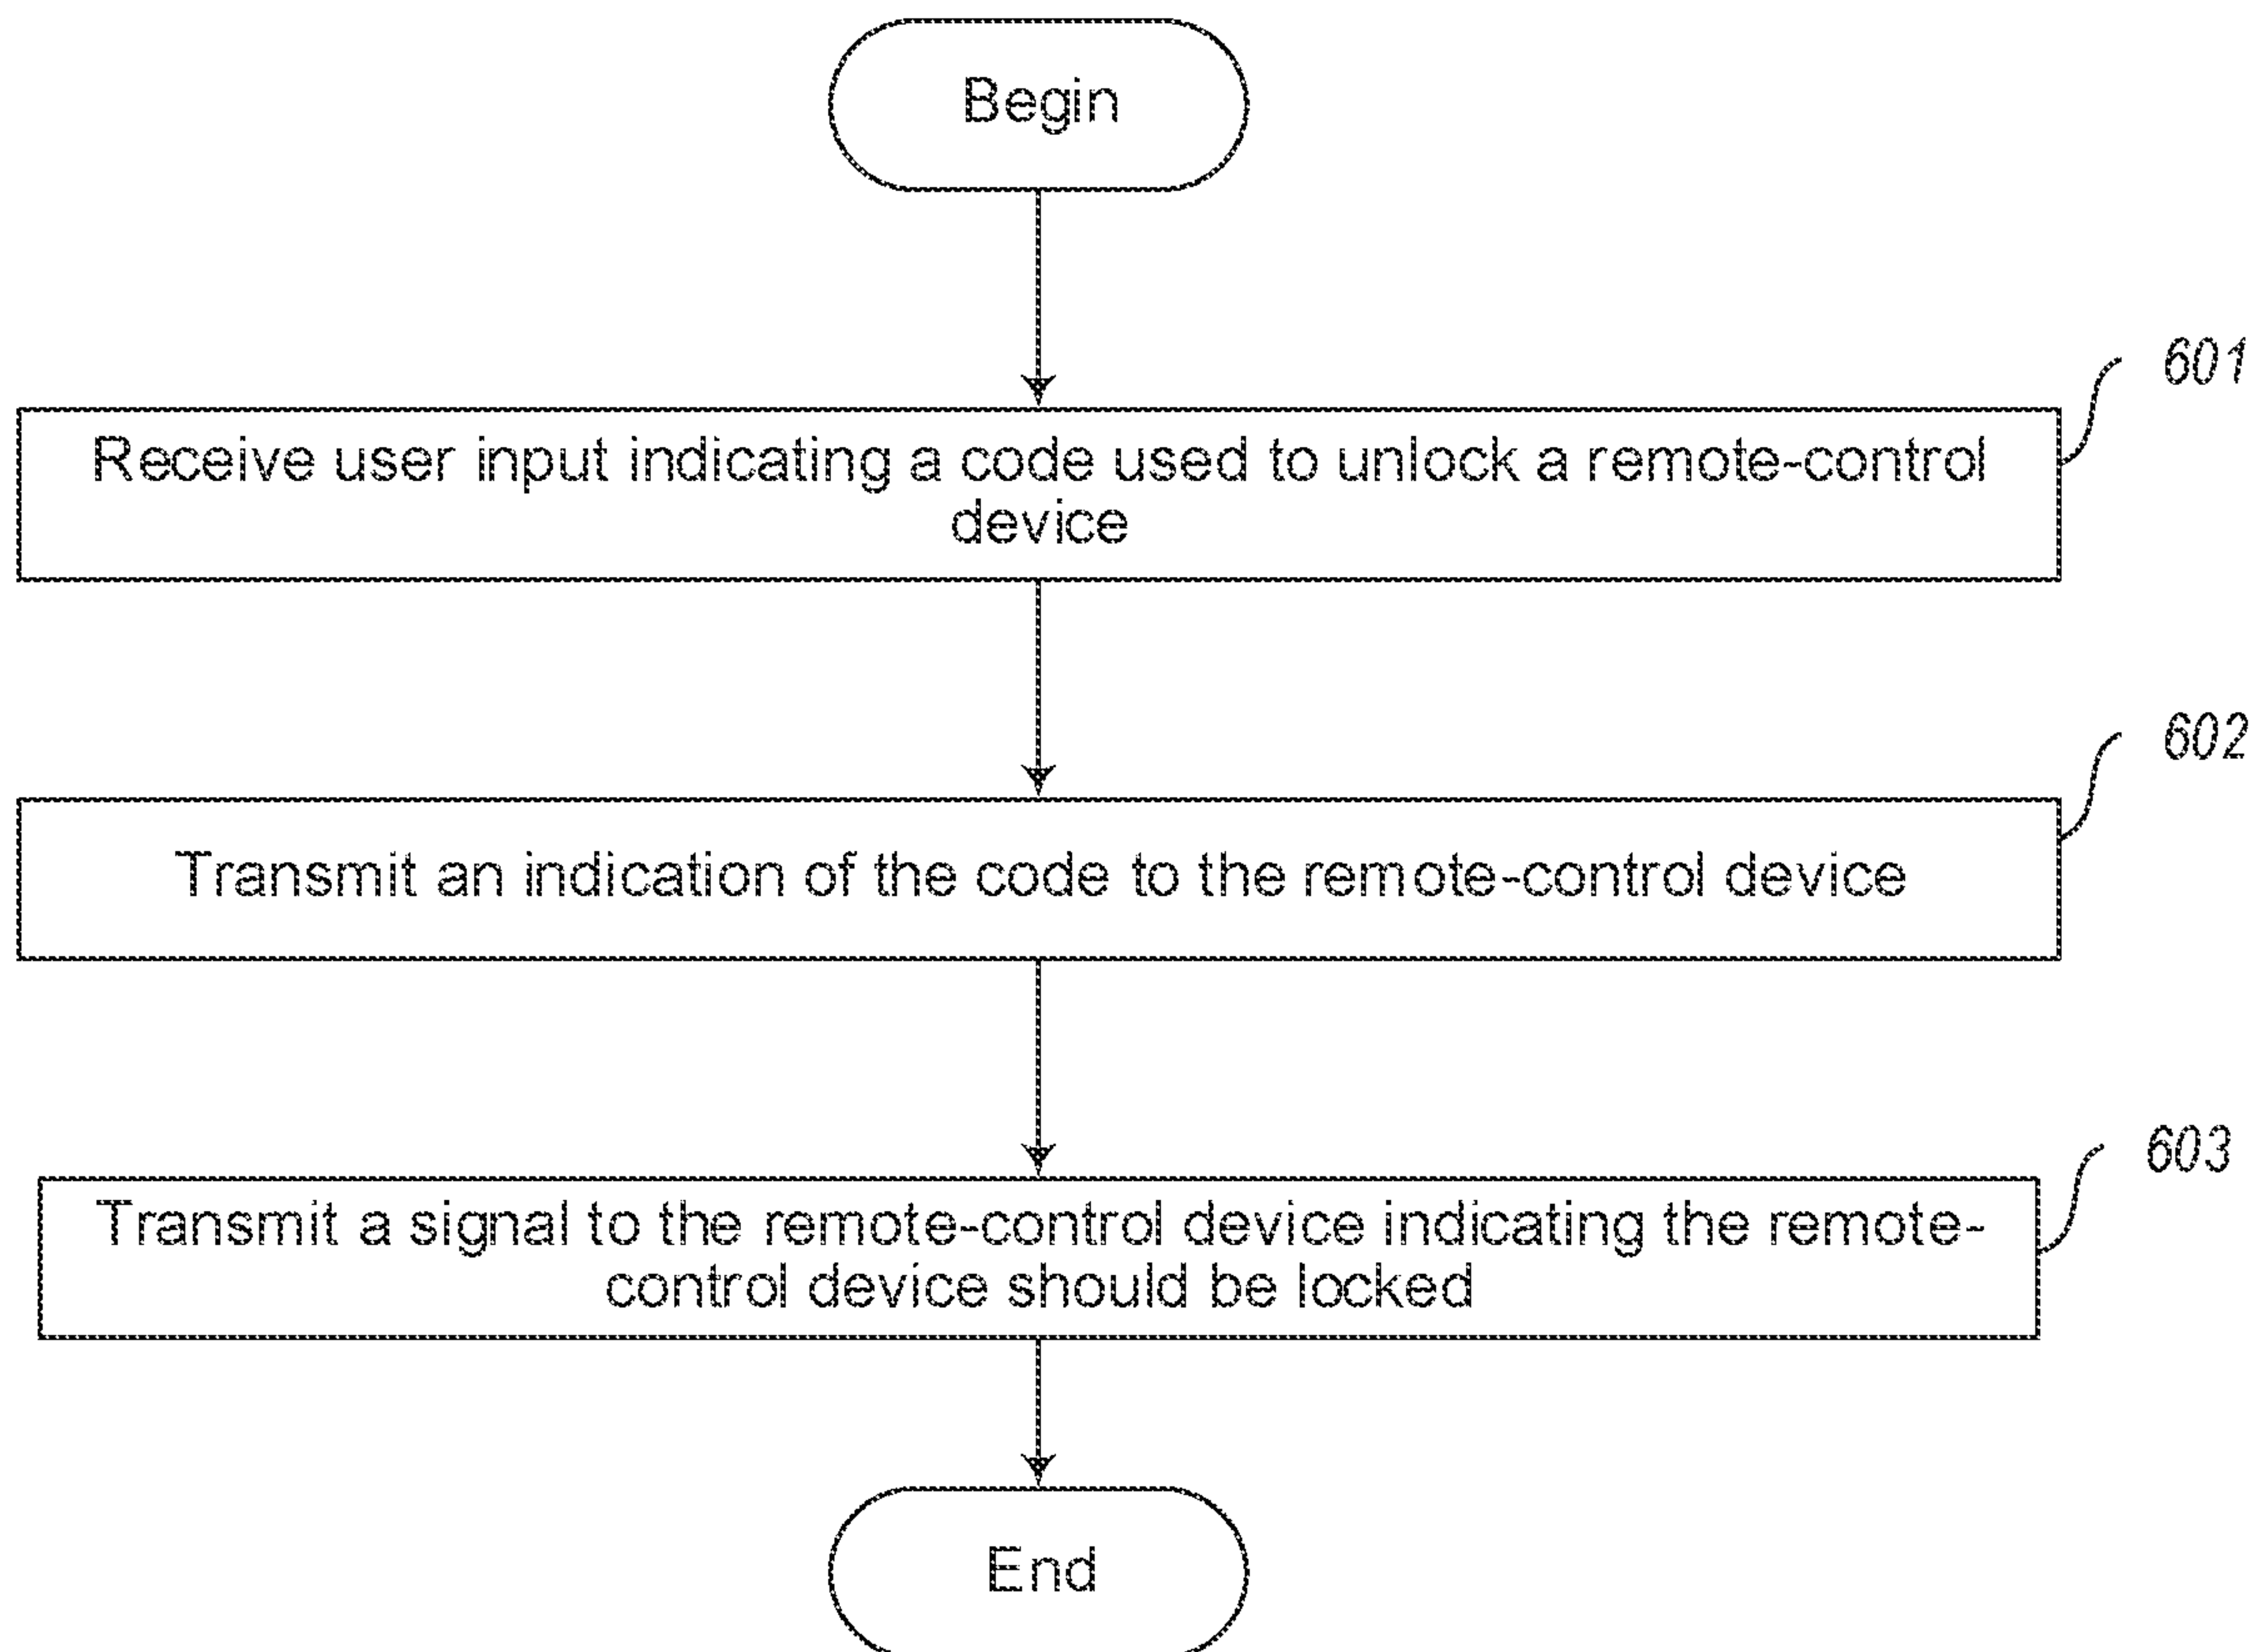 Begin
601
Receive user input indicating a code used to unlock a remote-control
device
602
Transmit an indication of the code to the remote-control device
603
Transmit a signal to the remote-control device indicating the remote-
control device should be locked
End